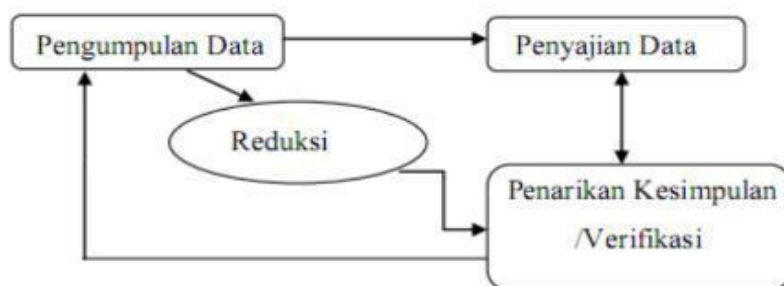 Pengumpulan Data
Penyajian Data
Reduksi
Penarikan Kesimpulan
/Verifikasi